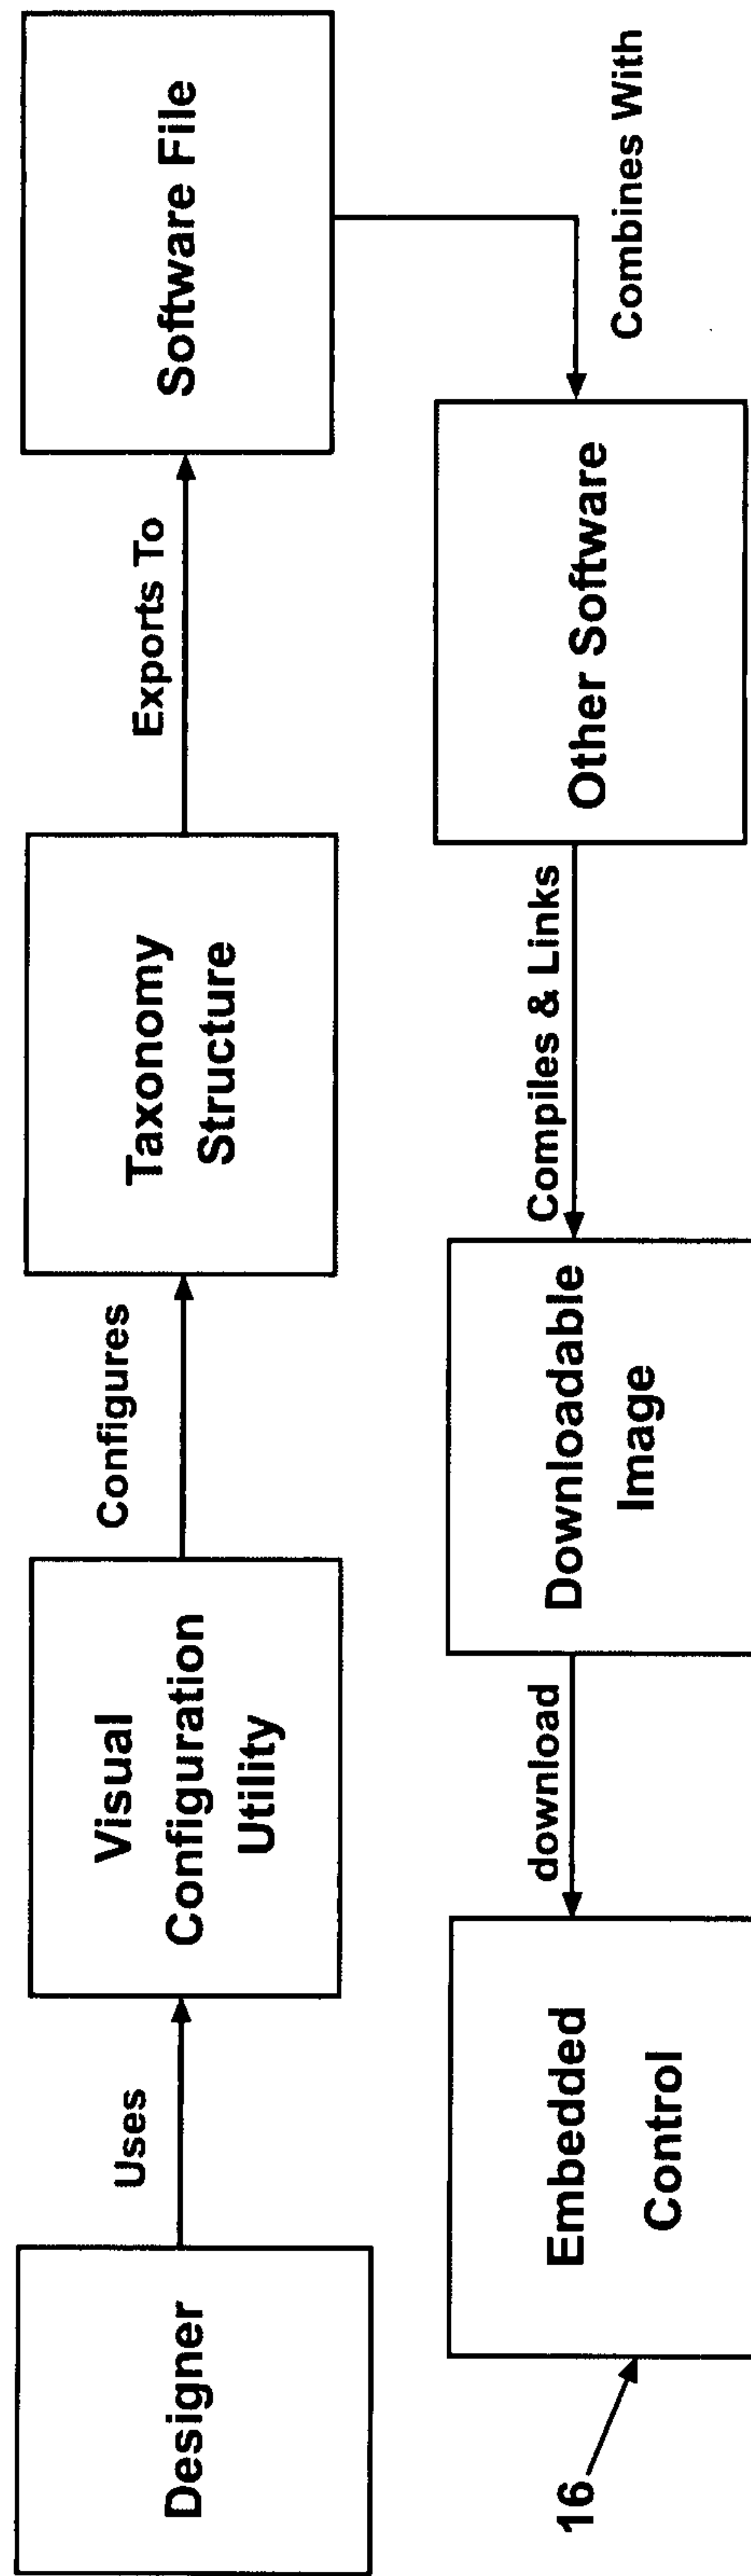 Designer
Uses
Visual
Configuration
Utility
Configures
Taxonomy
Structure
Exports To
Software File
Combines With
Other Software
Compiles & Links
Downloadable
Image
download
Embedded
Control
16